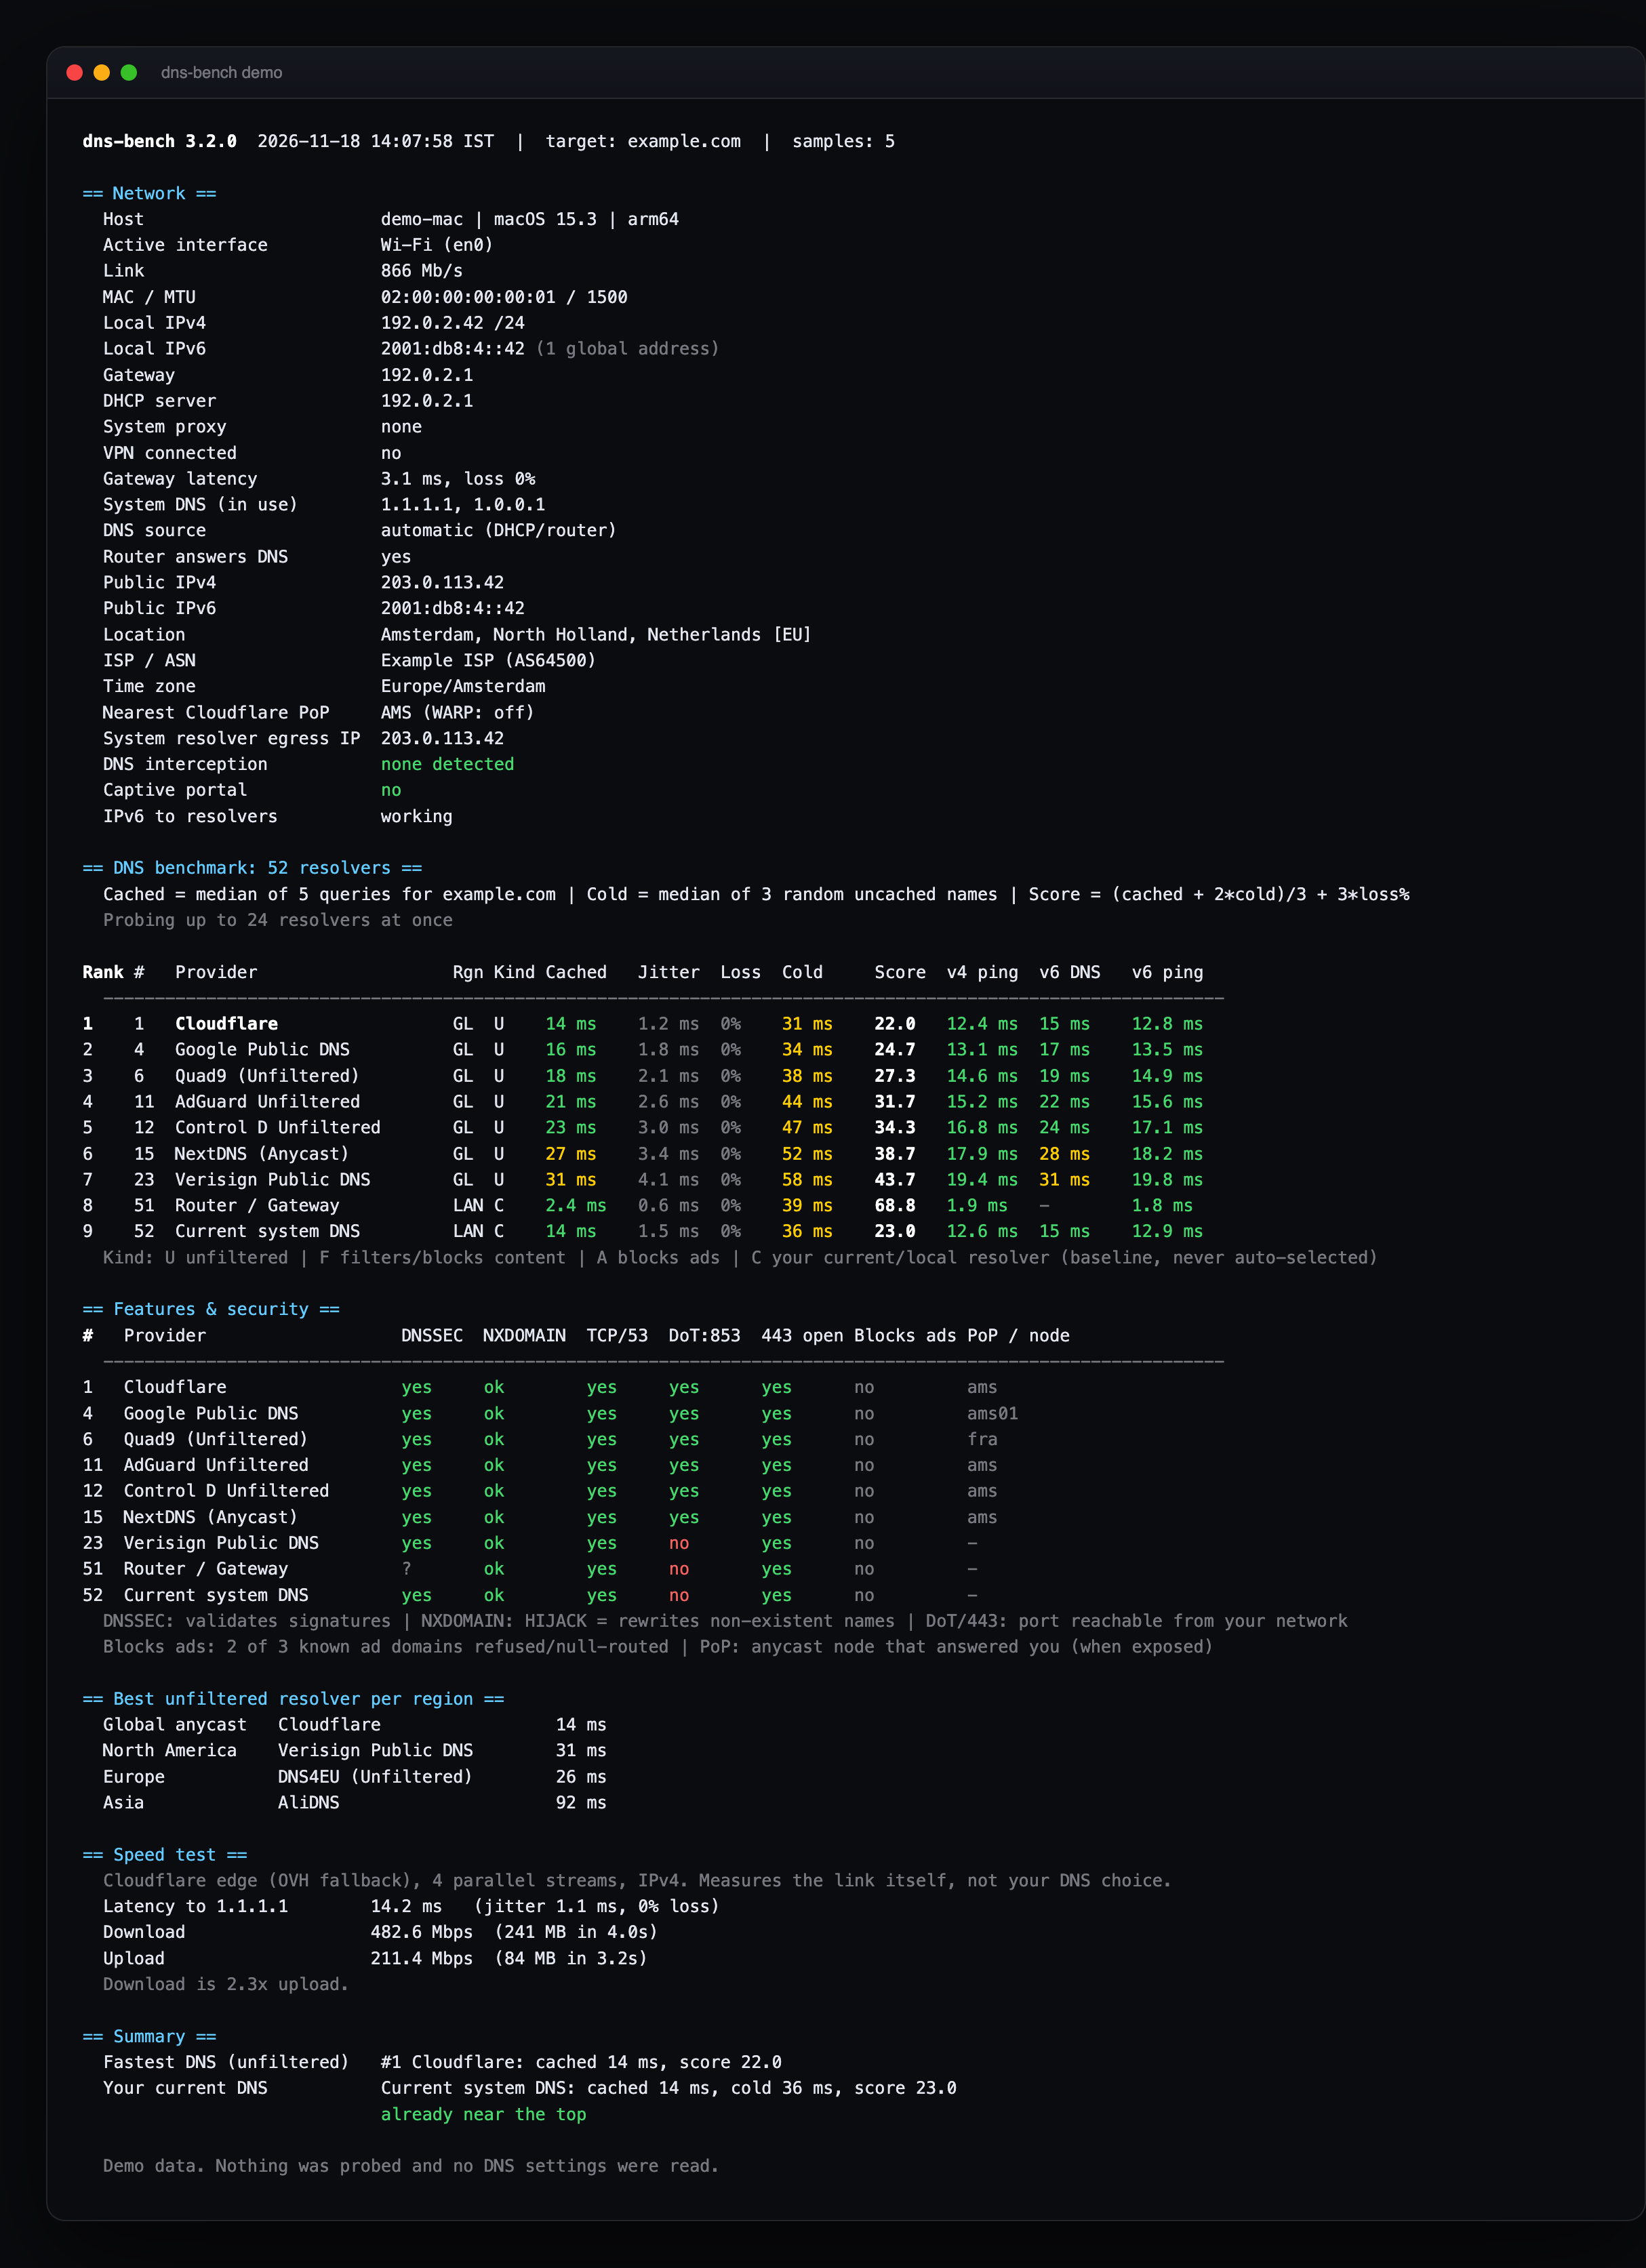 dns-bench demo
dns-bench 3.2.0  2026-11-18 14:07:58 IST  |  target: example.com  |  samples: 5
== Network ==
Host                       demo-mac | macOS 15.3 | arm64
Active interface           Wi-Fi (en0)
Link                       866 Mb/s
MAC / MTU                  02:00:00:00:00:01 / 1500
Local IPv4                 192.0.2.42 /24
Local IPv6                 2001:db8:4::42 (1 global address)
Gateway                    192.0.2.1
DHCP server                192.0.2.1
System proxy               none
VPN connected              no
Gateway latency            3.1 ms, loss 0%
System DNS (in use)        1.1.1.1, 1.0.0.1
DNS source                 automatic (DHCP/router)
Router answers DNS         yes
Public IPv4                203.0.113.42
Public IPv6                2001:db8:4::42
Location                   Amsterdam, North Holland, Netherlands [EU]
ISP / ASN                  Example ISP (AS64500)
Time zone                  Europe/Amsterdam
Nearest Cloudflare PoP     AMS (WARP: off)
System resolver egress IP  203.0.113.42
DNS interception           none detected
Captive portal             no
IPv6 to resolvers          working
== DNS benchmark: 52 resolvers ==
Cached = median of 5 queries for example.com | Cold = median of 3 random uncached names | Score = (cached + 2*cold)/3 + 3*loss%
Probing up to 24 resolvers at once
Rank #   Provider                   Rgn Kind Cached   Jitter  Loss  Cold     Score  v4 ping  v6 DNS   v6 ping
1    1   Cloudflare                 GL  U    14 ms    1.2 ms  0%    31 ms    22.0   12.4 ms  15 ms    12.8 ms
2    4   Google Public DNS          GL  U    16 ms    1.8 ms  0%    34 ms    24.7   13.1 ms  17 ms    13.5 ms
3    6   Quad9 (Unfiltered)         GL  U    18 ms    2.1 ms  0%    38 ms    27.3   14.6 ms  19 ms    14.9 ms
4    11  AdGuard Unfiltered         GL  U    21 ms    2.6 ms  0%    44 ms    31.7   15.2 ms  22 ms    15.6 ms
5    12  Control D Unfiltered       GL  U    23 ms    3.0 ms  0%    47 ms    34.3   16.8 ms  24 ms    17.1 ms
6    15  NextDNS (Anycast)          GL  U    27 ms    3.4 ms  0%    52 ms    38.7   17.9 ms  28 ms    18.2 ms
7    23  Verisign Public DNS        GL  U    31 ms    4.1 ms  0%    58 ms    43.7   19.4 ms  31 ms    19.8 ms
8    51  Router / Gateway           LAN C    2.4 ms   0.6 ms  0%    39 ms    68.8   1.9 ms   –        1.8 ms
9    52  Current system DNS         LAN C    14 ms    1.5 ms  0%    36 ms    23.0   12.6 ms  15 ms    12.9 ms
Kind: U unfiltered | F filters/blocks content | A blocks ads | C your current/local resolver (baseline, never auto-selected)
== Features & security ==
#   Provider                   DNSSEC  NXDOMAIN  TCP/53  DoT:853  443 open Blocks ads PoP / node
1   Cloudflare                 yes     ok        yes     yes      yes      no         ams
4   Google Public DNS          yes     ok        yes     yes      yes      no         ams01
6   Quad9 (Unfiltered)         yes     ok        yes     yes      yes      no         fra
11  AdGuard Unfiltered         yes     ok        yes     yes      yes      no         ams
12  Control D Unfiltered       yes     ok        yes     yes      yes      no         ams
15  NextDNS (Anycast)          yes     ok        yes     yes      yes      no         ams
23  Verisign Public DNS        yes     ok        yes     no       yes      no         –
51  Router / Gateway           ?       ok        yes     no       yes      no         –
52  Current system DNS         yes     ok        yes     no       yes      no         –
DNSSEC: validates signatures | NXDOMAIN: HIJACK = rewrites non-existent names | DoT/443: port reachable from your network
Blocks ads: 2 of 3 known ad domains refused/null-routed | PoP: anycast node that answered you (when exposed)
== Best unfiltered resolver per region ==
Global anycast   Cloudflare                 14 ms
North America    Verisign Public DNS        31 ms
Europe           DNS4EU (Unfiltered)        26 ms
Asia             AliDNS                     92 ms
== Speed test ==
Cloudflare edge (OVH fallback), 4 parallel streams, IPv4. Measures the link itself, not your DNS choice.
Latency to 1.1.1.1        14.2 ms   (jitter 1.1 ms, 0% loss)
Download                  482.6 Mbps  (241 MB in 4.0s)
Upload                    211.4 Mbps  (84 MB in 3.2s)
Download is 2.3x upload.
== Summary ==
Fastest DNS (unfiltered)   #1 Cloudflare: cached 14 ms, score 22.0
Your current DNS           Current system DNS: cached 14 ms, cold 36 ms, score 23.0
already near the top
Demo data. Nothing was probed and no DNS settings were read.